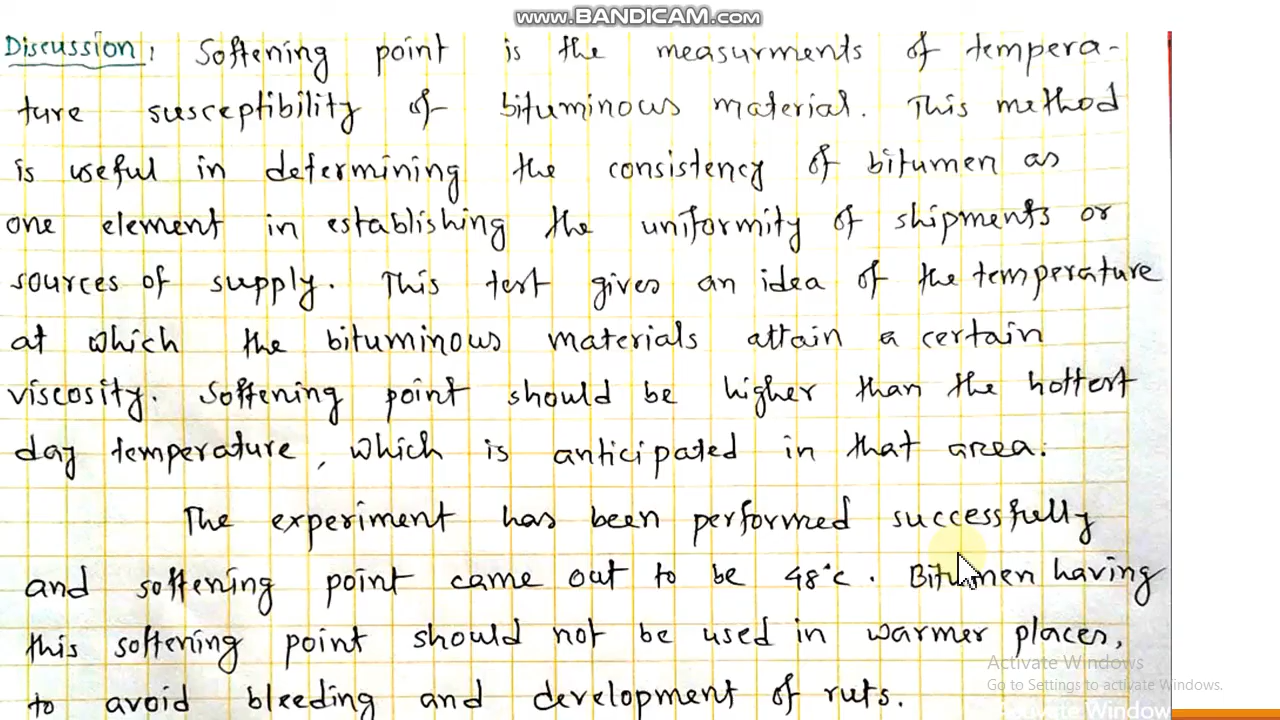 www.BANDICAM.com
Discussion: Softening point is the measurments of tempera-
ture susceptibility of bituminous material. This method
is useful in determining the consistency of bitumen as
one element in establishing the uniformity of shipments or
sources of supply. This test gives an idea of the temperature
at which the bituminous materials attain a certain
viscosity. Softening point should be higher than the hottest
day temperature, which is anticipated in that area.
The experiment has been performed successfully
and softening point came out to be 48°C. Bitumen having
this softening point should not be used in warmer places,
to avoid bleeding and development of ruts.
Activate Windows
Go to Settings to activate Windows.
Activate Windows